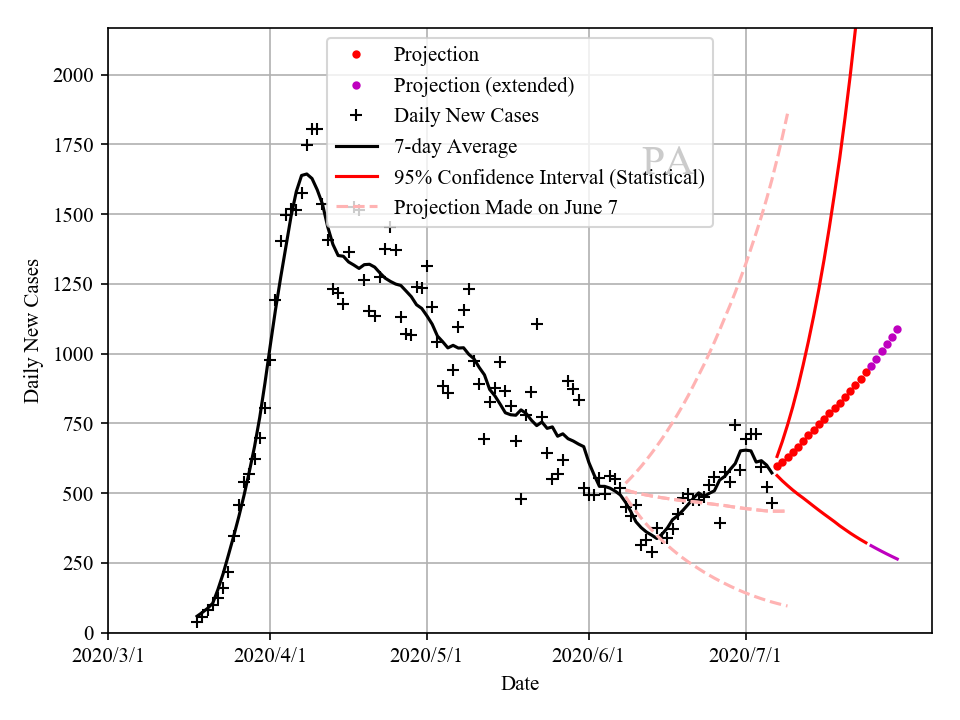 2000
1750
1500
1250
1000
750
500
250
0
Daily New Cases
Projection
Projection (extended)
Daily New Cases
7-day Average
95% Confidence Interval (Statistical)
Projection Made on June 7
PA
2020/3/1 2020/4/1 2020/5/1 2020/6/1 2020/7/1
Date